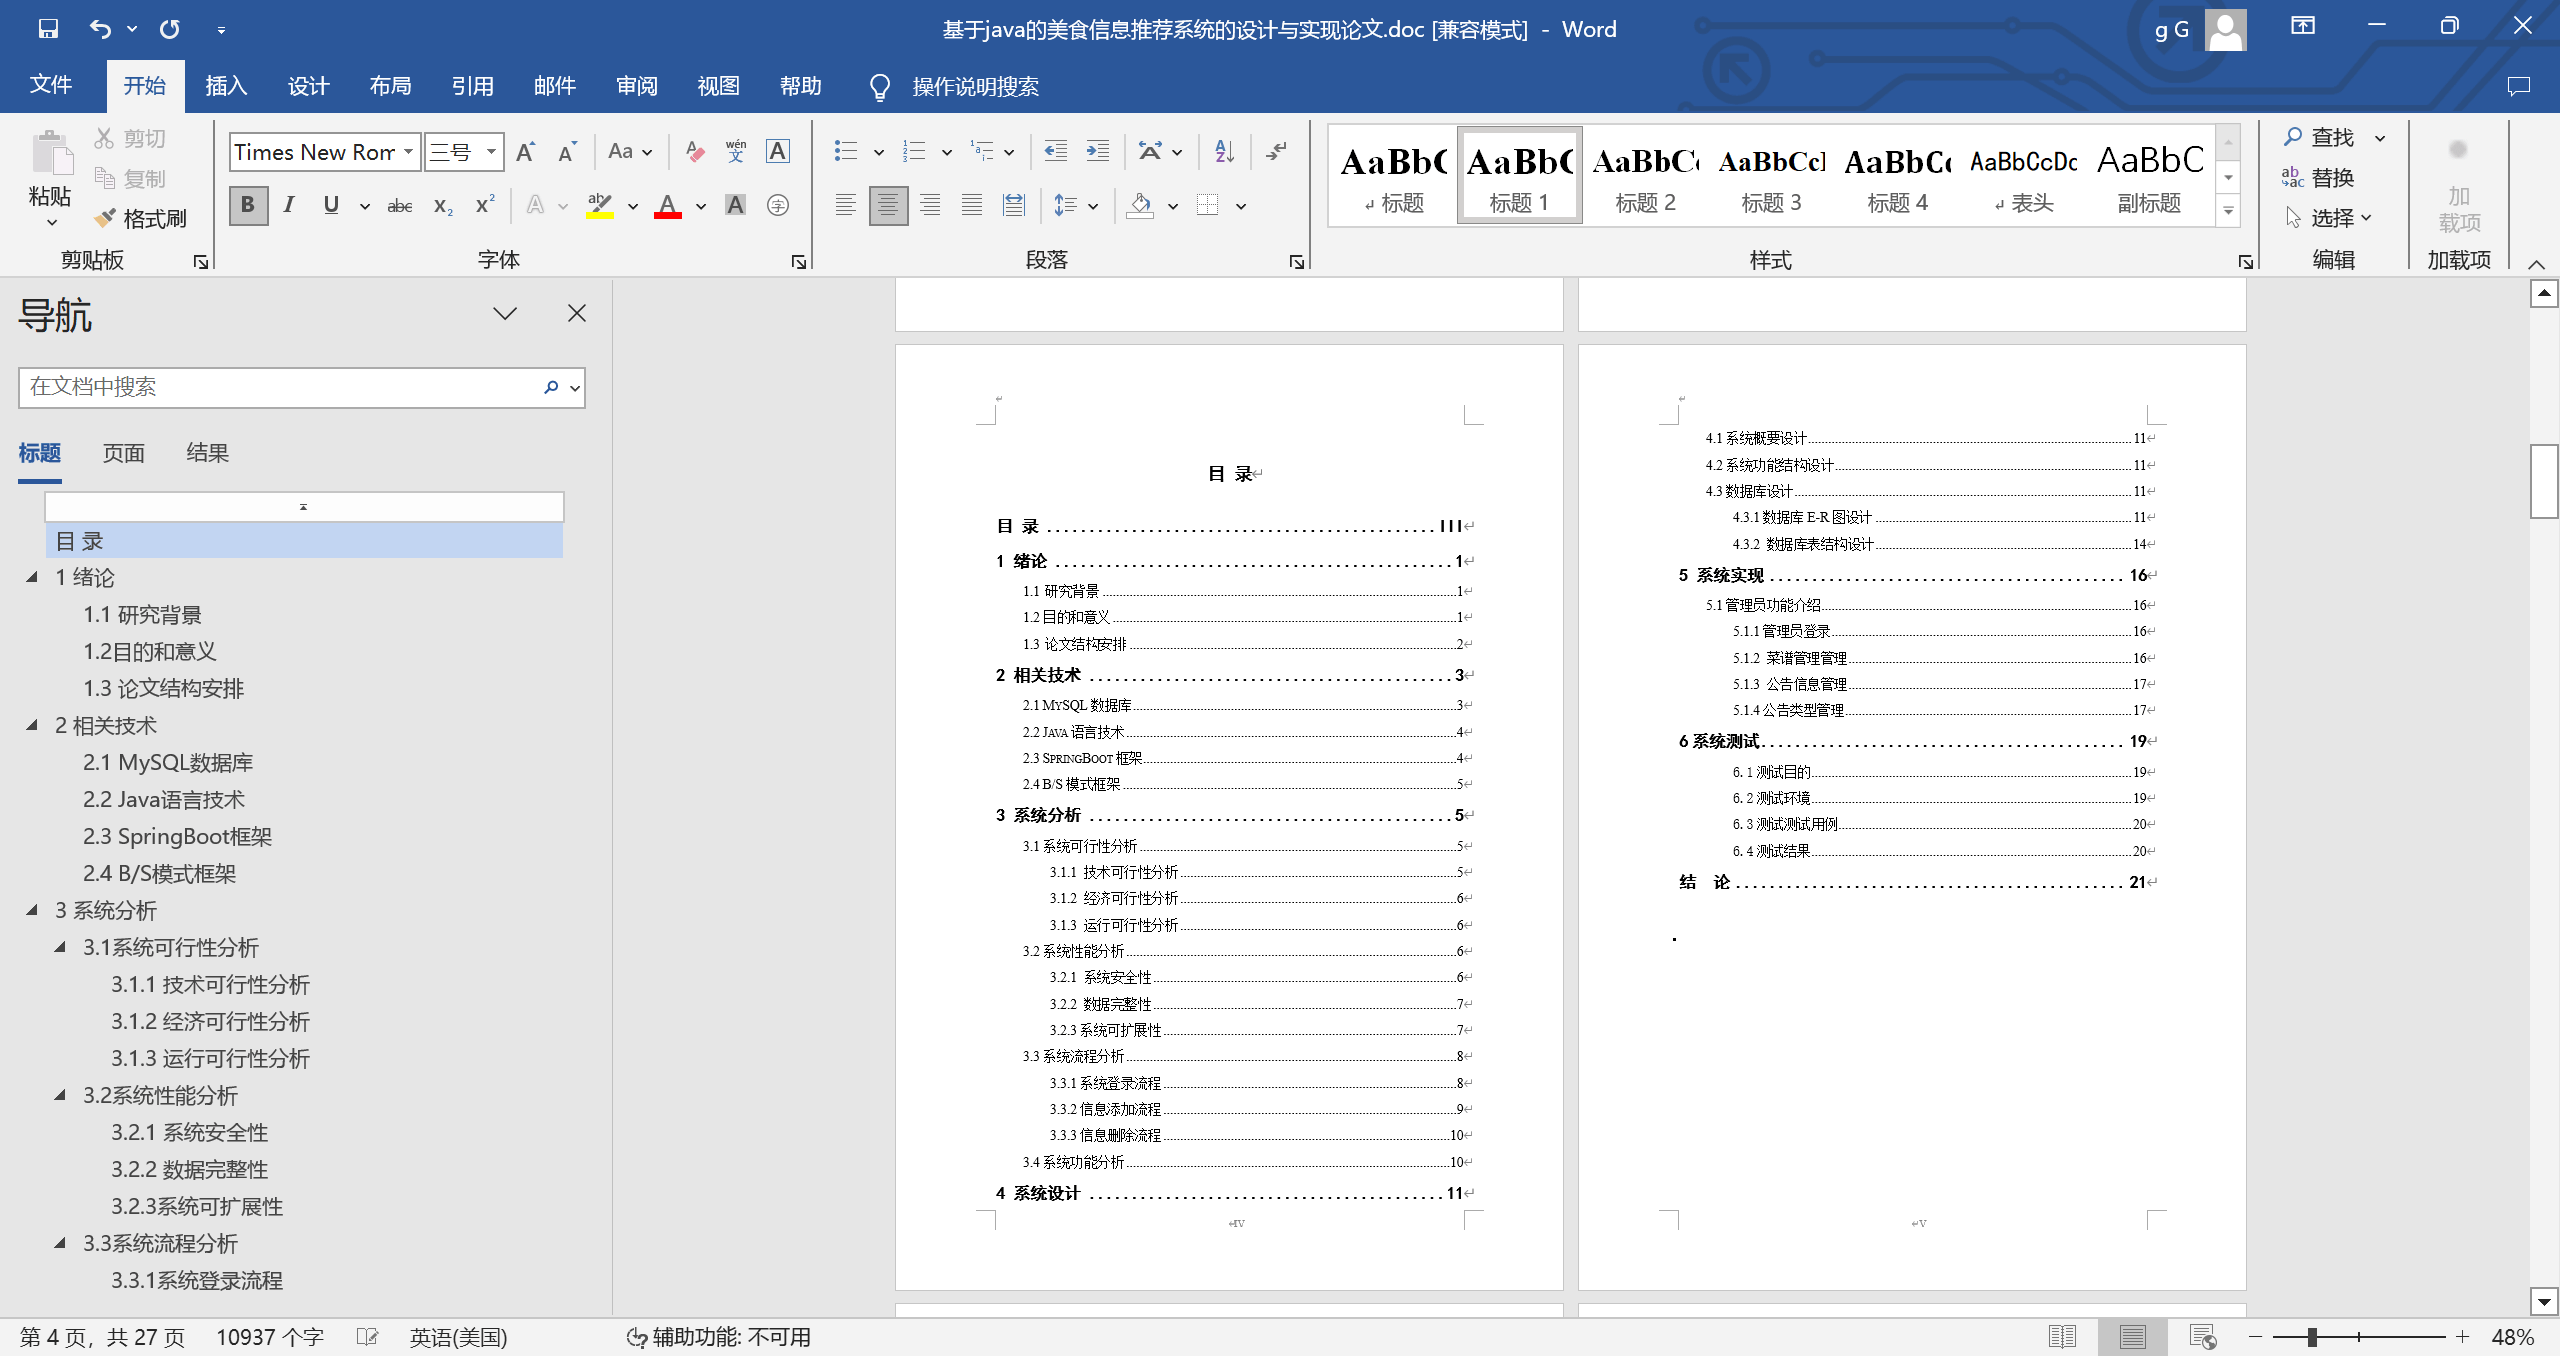 基于java的美食信息推荐系统的设计与实现论文.doc [兼容模式] - Word
g G
文件 开始 插入 设计 布局 引用 邮件 审阅 视图 帮助 操作说明搜索
粘贴
剪切
复制
格式刷
剪贴板
Times New Ron 三号
Aa
wén
文
A
B I U abc X₂ X² A ab A A 字
字体
段落
AaBbC AaBbC AaBbC AaBbCcI AaBbCc AaBbCcDc AaBbC
标题 标题 1 标题 2 标题 3 标题 4 表头 副标题
样式
查找
替换
选择
编辑
加
载项
加载项
导航
在文档中搜索
标题 页面 结果
目 录
1 绪论
1.1 研究背景
1.2目的和意义
1.3 论文结构安排
2 相关技术
2.1 MySQL数据库
2.2 Java语言技术
2.3 SpringBoot框架
2.4 B/S模式框架
3 系统分析
3.1系统可行性分析
3.1.1 技术可行性分析
3.1.2 经济可行性分析
3.1.3 运行可行性分析
3.2系统性能分析
3.2.1 系统安全性
3.2.2 数据完整性
3.2.3系统可扩展性
3.3系统流程分析
3.3.1系统登录流程
目 录
目 录 III
1 绪论 1
1.1 研究背景 1
1.2目的和意义 1
1.3 论文结构安排 2
2 相关技术 3
2.1 MYSQL 数据库 3
2.2 JAVA 语言技术 4
2.3 SPRINGBOOT 框架 4
2.4 B/S 模式框架 5
3 系统分析 5
3.1 系统可行性分析 5
3.1.1 技术可行性分析 5
3.1.2 经济可行性分析 6
3.1.3 运行可行性分析 6
3.2 系统性能分析 6
3.2.1 系统安全性 6
3.2.2 数据完整性 7
3.2.3 系统可扩展性 7
3.3 系统流程分析 8
3.3.1 系统登录流程 8
3.3.2 信息添加流程 9
3.3.3 信息删除流程 10
3.4 系统功能分析 10
4 系统设计 11
IV
4.1 系统概要设计 11
4.2 系统功能结构设计 11
4.3 数据库设计 11
4.3.1 数据库 E-R 图设计 11
4.3.2 数据库表结构设计 14
5 系统实现 16
5.1 管理员功能介绍 16
5.1.1 管理员登录 16
5.1.2 菜谱管理管理 16
5.1.3 公告信息管理 17
5.1.4 公告类型管理 17
6 系统测试 19
6.1 测试目的 19
6.2 测试环境 19
6.3 测试测试用例 20
6.4 测试结果 20
结 论 21
V
第 4 页，共 27 页 10937 个字 英语(美国) 辅助功能: 不可用 48%